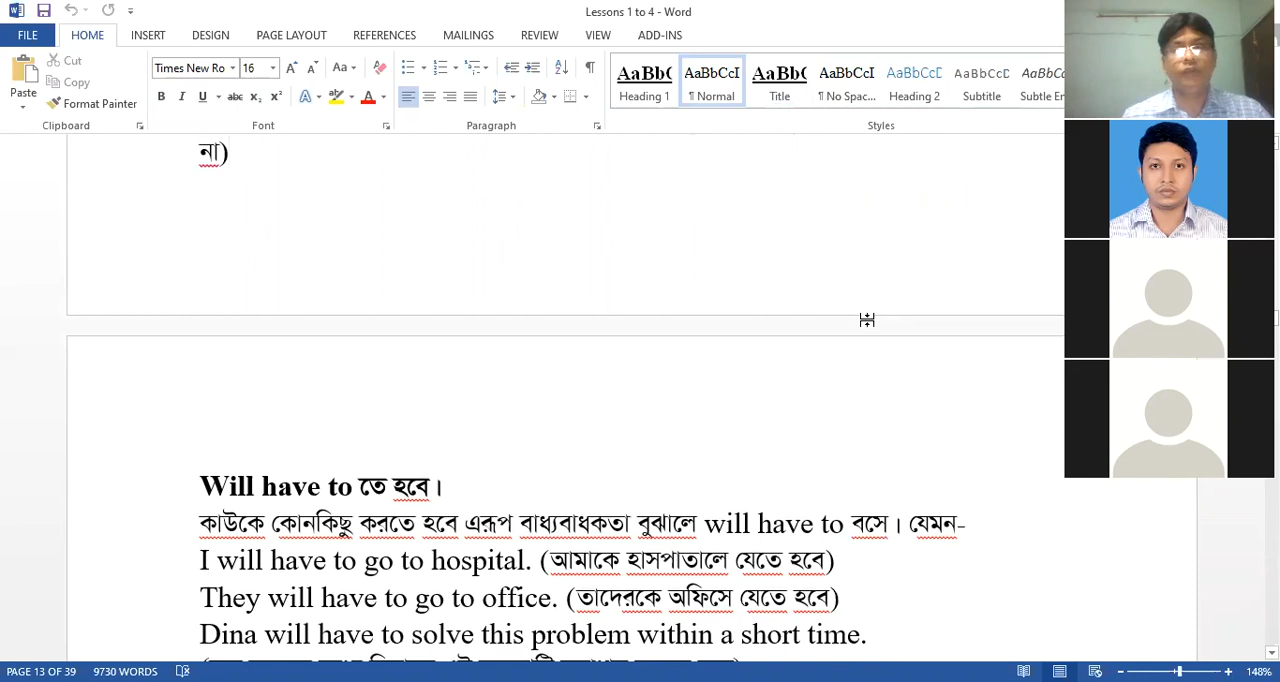 Lessons 1 to 4 - Word
FILE HOME INSERT DESIGN PAGE LAYOUT REFERENCES MAILINGS REVIEW VIEW ADD-INS
Cut
Copy
Format Painter
Paste
Clipboard
Times New Ro 16
Font
Paragraph
AaBbC AaBbCcI AaBbC AaBbCcI AaBbCcD AaBbCcD AaBbCcI
Heading 1 ¶ Normal Title ¶ No Spac... Heading 2 Subtitle Subtle En
Styles
না)
Will have to তে হবে।
কাউকে কোনকিছু করতে হবে এরূপ বাধ্যবাধকতা বুঝালে will have to বসে। যেমন-
I will have to go to hospital. (আমাকে হাসপাতালে যেতে হবে)
They will have to go to office. (তাদেরকে অফিসে যেতে হবে)
Dina will have to solve this problem within a short time.
PAGE 13 OF 39 9730 WORDS 148%